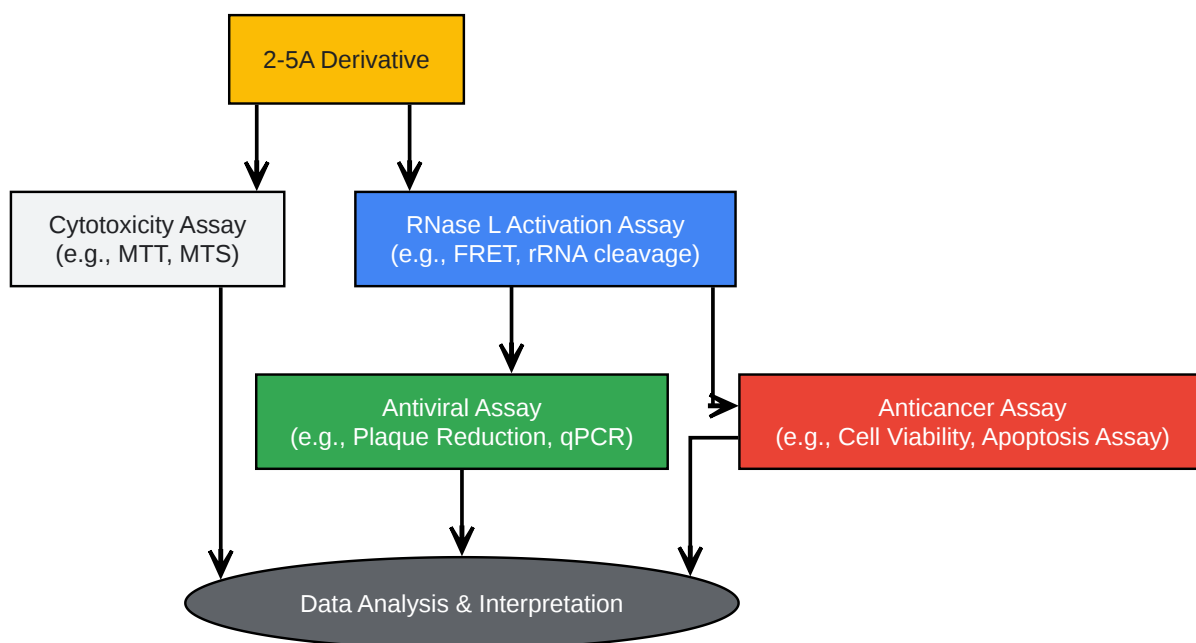 2-5A Derivative
Cytotoxicity Assay
(e.g., MTT, MTS)
RNase L Activation Assay
(e.g., FRET, rRNA cleavage)
Antiviral Assay
(e.g., Plaque Reduction, qPCR)
Anticancer Assay
(e.g., Cell Viability, Apoptosis Assay)
Data Analysis & Interpretation